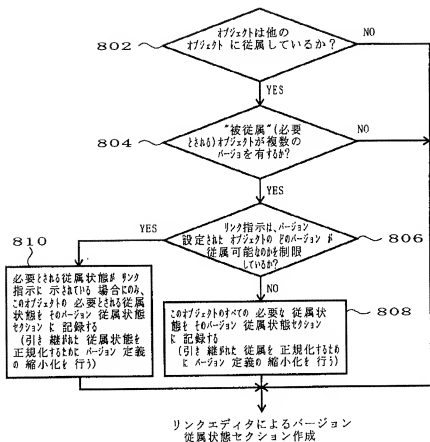 802
オブジェクトは他の
オブジェクトに従属しているか?
NO
YES
804
"被従属"(必要
とされる)オブジェクトが複数の
バージョンを有するか?
NO
YES
806
リンク指示は、バージョン
設定されたオブジェクトのどのバージョンが
従属可能なのかを制限
しているか?
YES
NO
810
必要とされる従属状態がリンク
指示に示されている場合にのみ、
このオブジェクトの必要とされる従属
状態をそのバージョン従属状態
セクションに記録する
(引き継がれた従属状態を
正規化するためにバージョン定義
の縮小化を行う)
808
このオブジェクトのすべての必要な従属状
態をそのバージョン従属状態セクション
に記録する
(引き継がれた従属を正規化するため
にバージョン定義の縮小化を行う)
リンクエディタによるバージョン
従属状態セクション作成